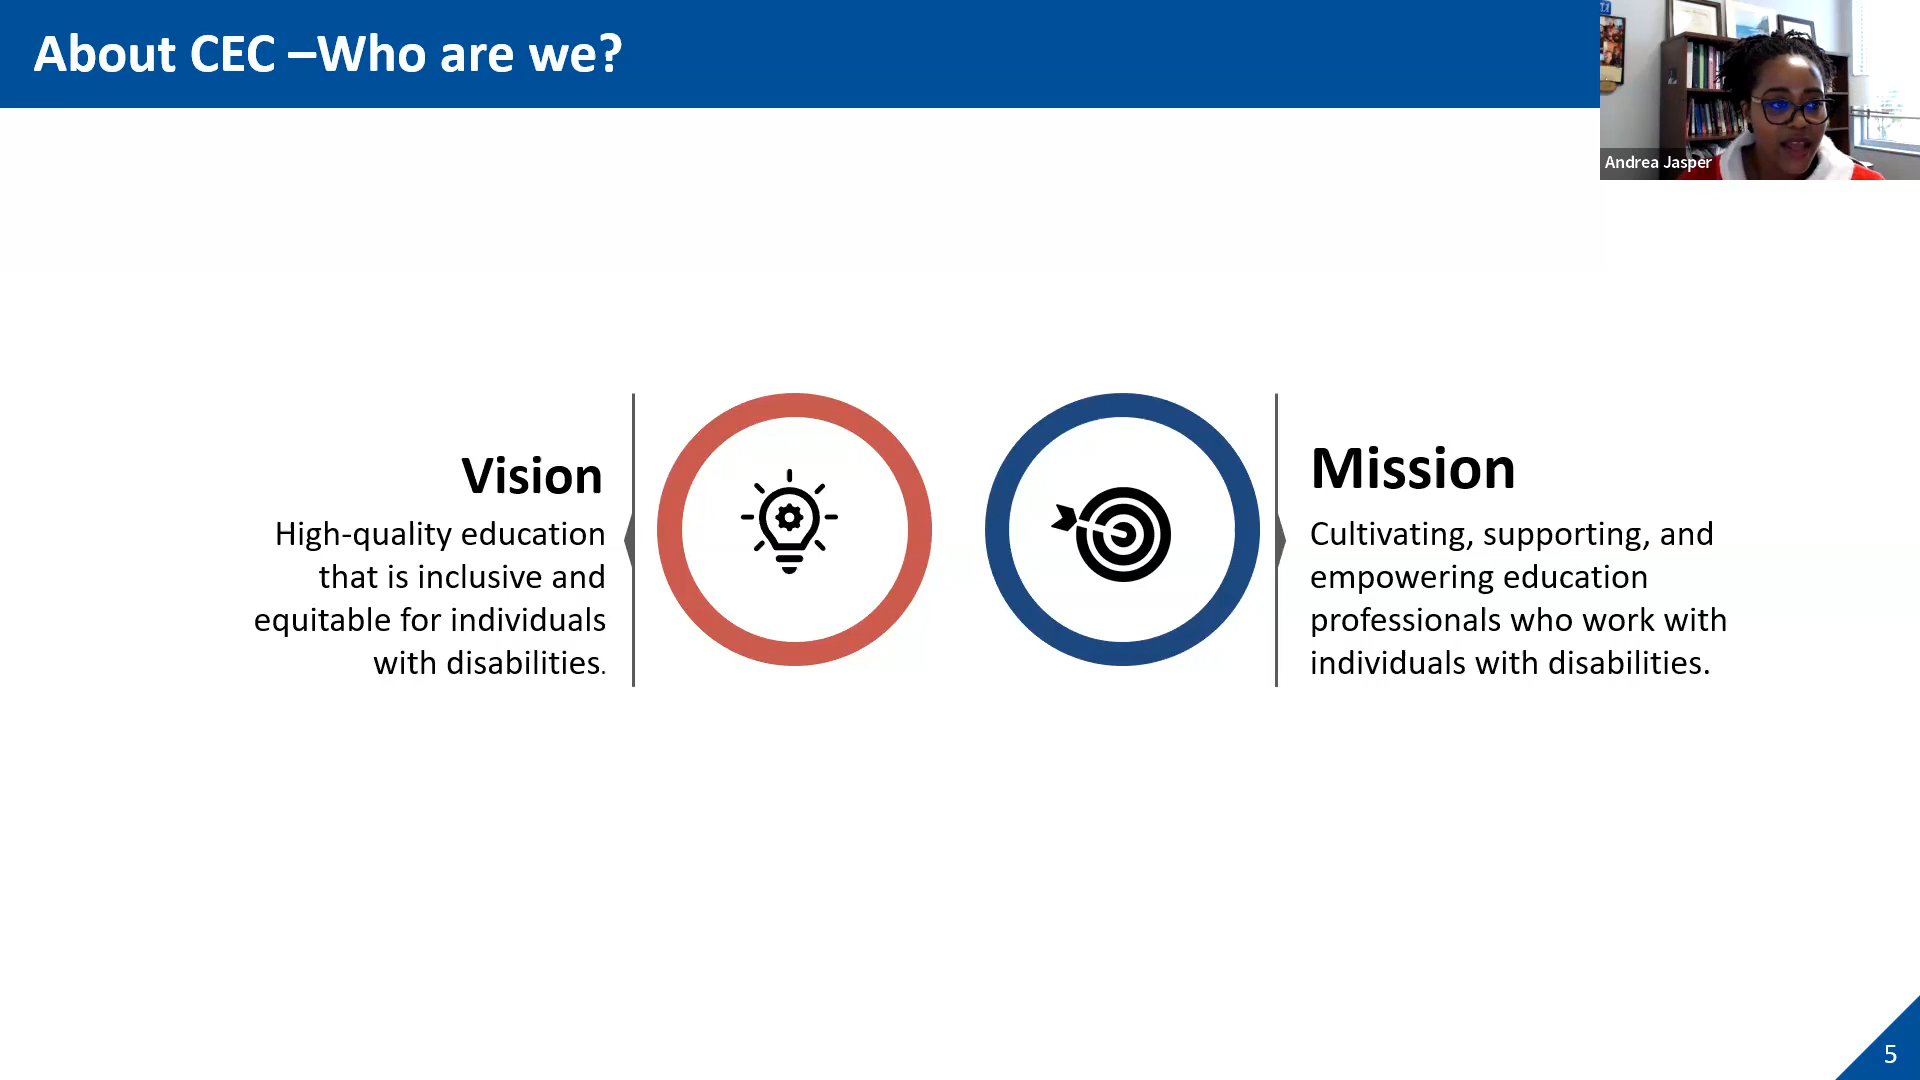 About CEC –Who are we?
Andrea Jasper
Vision
High-quality education
that is inclusive and
equitable for individuals
with disabilities.
Mission
Cultivating, supporting, and
empowering education
professionals who work with
individuals with disabilities.
5